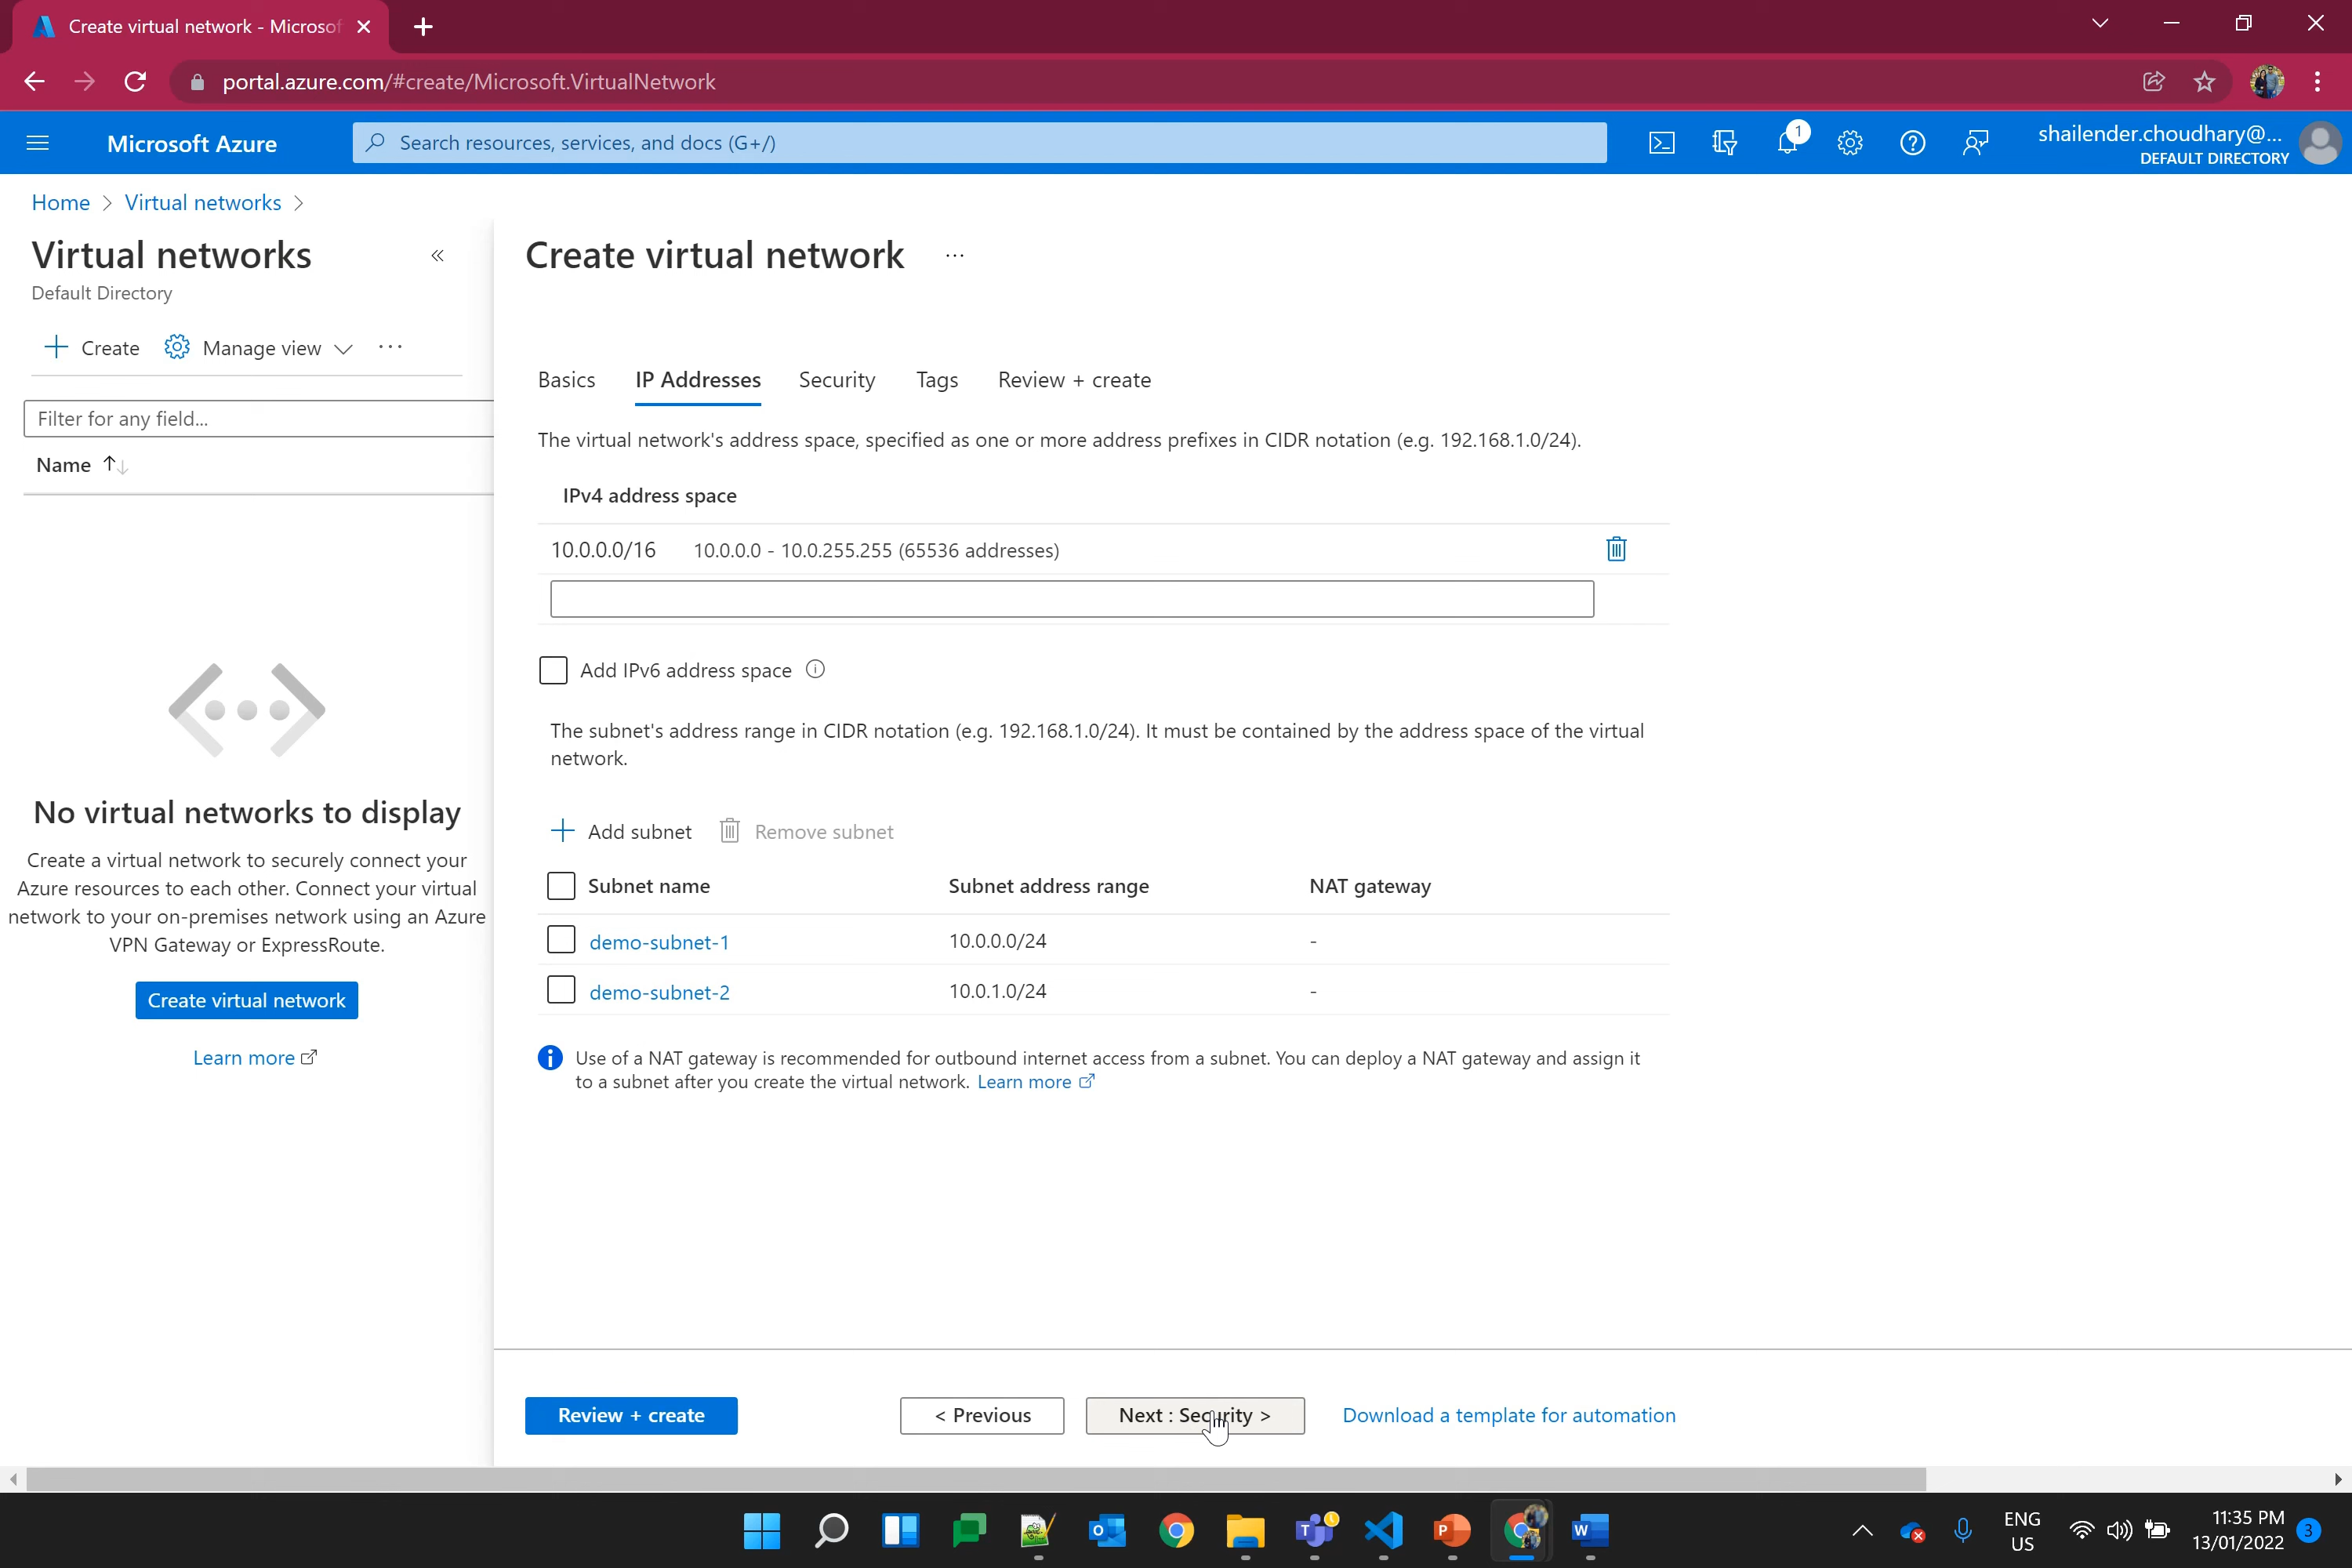 Create virtual network - Microsof
portal.azure.com/#create/Microsoft.VirtualNetwork
Microsoft Azure
Search resources, services, and docs (G+/)
1
shailender.choudhary@...
DEFAULT DIRECTORY
Home > Virtual networks >
Virtual networks
Default Directory
Create
Manage view
Filter for any field...
Name
No virtual networks to display
Create a virtual network to securely connect your
Azure resources to each other. Connect your virtual
network to your on-premises network using an Azure
VPN Gateway or ExpressRoute.
Create virtual network
Learn more
Create virtual network
Basics IP Addresses Security Tags Review + create
The virtual network's address space, specified as one or more address prefixes in CIDR notation (e.g. 192.168.1.0/24).
IPv4 address space
10.0.0.0/16 10.0.0.0 - 10.0.255.255 (65536 addresses)
Add IPv6 address space
The subnet's address range in CIDR notation (e.g. 192.168.1.0/24). It must be contained by the address space of the virtual
network.
Add subnet Remove subnet
Subnet name Subnet address range NAT gateway
demo-subnet-1 10.0.0.0/24 -
demo-subnet-2 10.0.1.0/24 -
Use of a NAT gateway is recommended for outbound internet access from a subnet. You can deploy a NAT gateway and assign it
to a subnet after you create the virtual network. Learn more
Review + create < Previous Next : Security > Download a template for automation
ENG
US
11:35 PM
13/01/2022
3